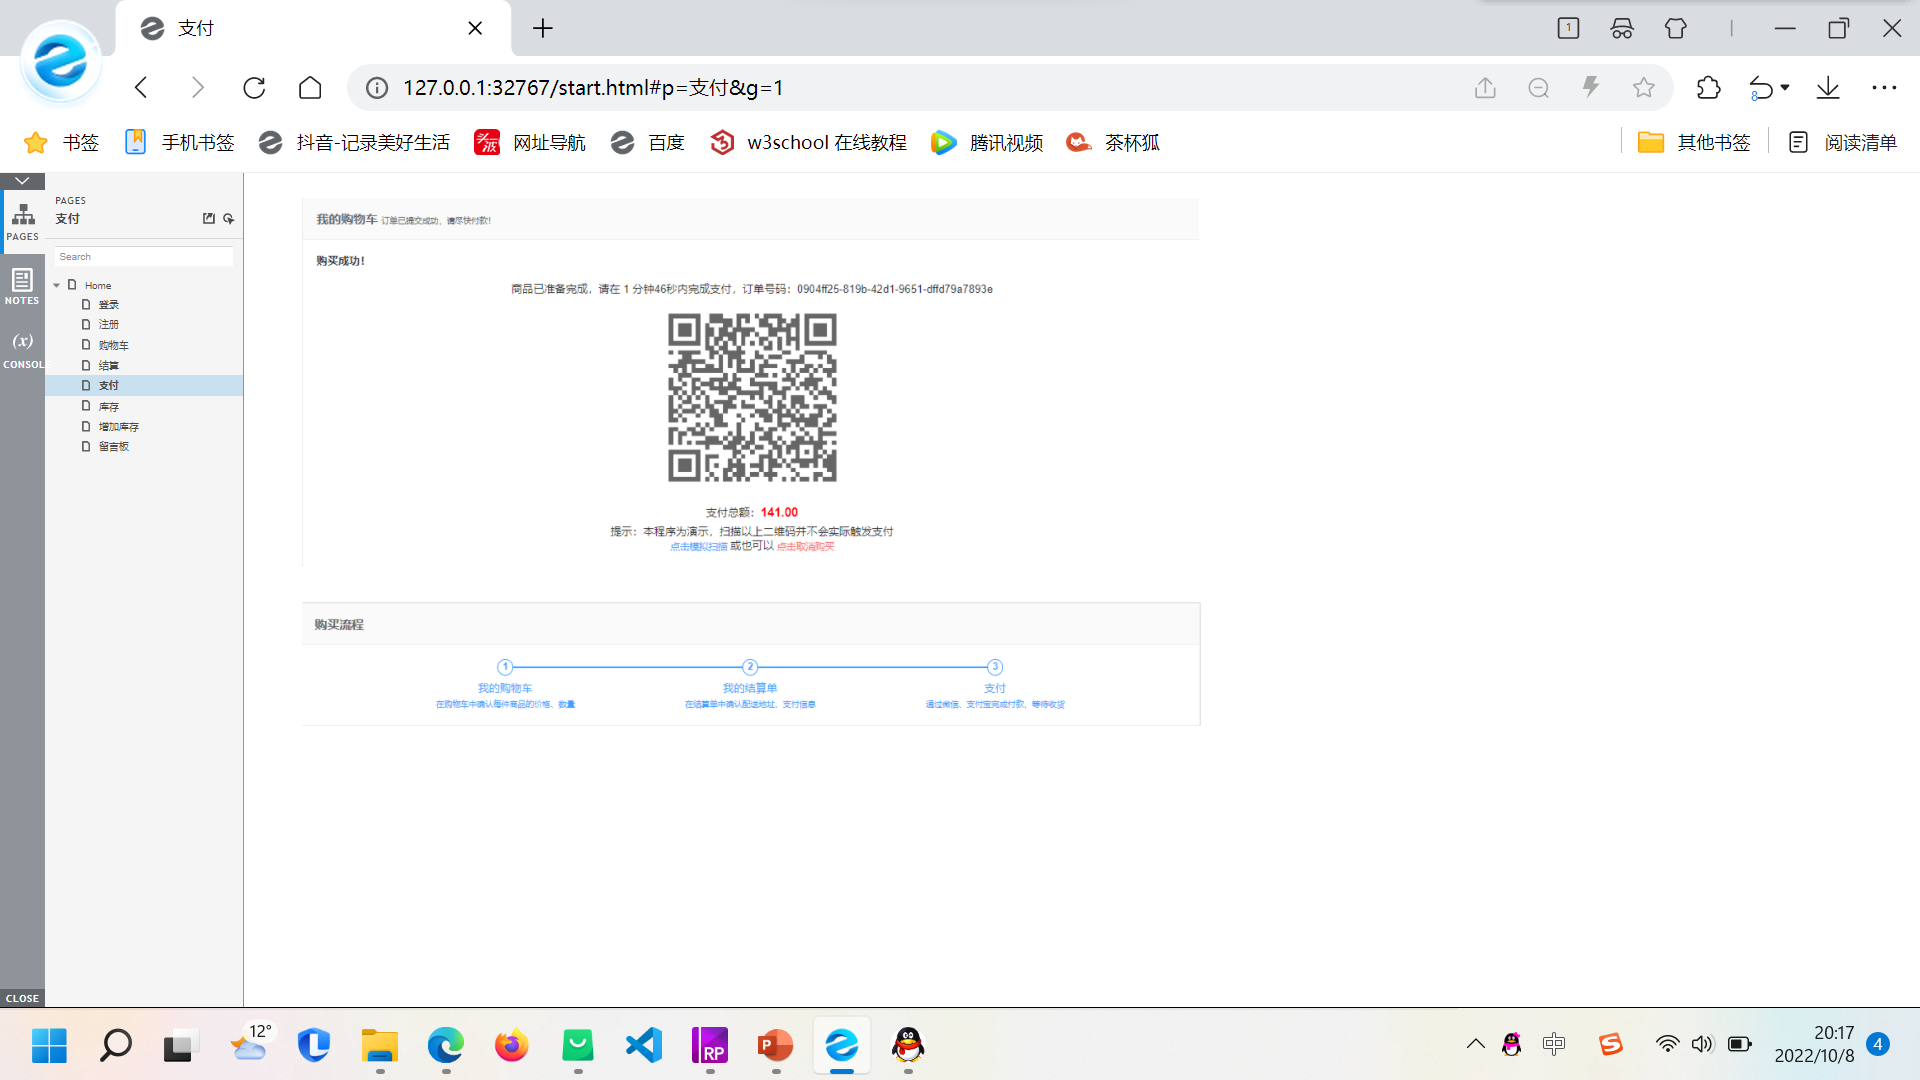 支付
1
127.0.0.1:32767/start.html#p=支付&g=1
8
书签
手机书签
抖音-记录美好生活
网址导航
百度
w3school 在线教程
腾讯视频
茶杯狐
其他书签
阅读清单
PAGES
支付
PAGES
Search
NOTES
(x)
CONSOL
Home
登录
注册
购物车
结算
支付
库存
增加库存
留言板
CLOSE
我的购物车 订单已提交成功，请尽快付款！
购买成功！
商品已准备完成，请在 1 分钟46秒内完成支付，订单号码：0904ff25-819b-42d1-9651-dffd79a7893e
支付总额：141.00
提示：本程序为演示，扫描以上二维码并不会实际触发支付
点击模拟扫描 或也可以 点击取消购买
购买流程
1 2 3
我的购物车 我的结算单 支付
在购物车中确认每件商品的价格、数量 在结算单中确认配送地址、支付信息 通过微信、支付宝完成付款，等待收货
12°
RP
P
中
S
20:17
2022/10/8
4